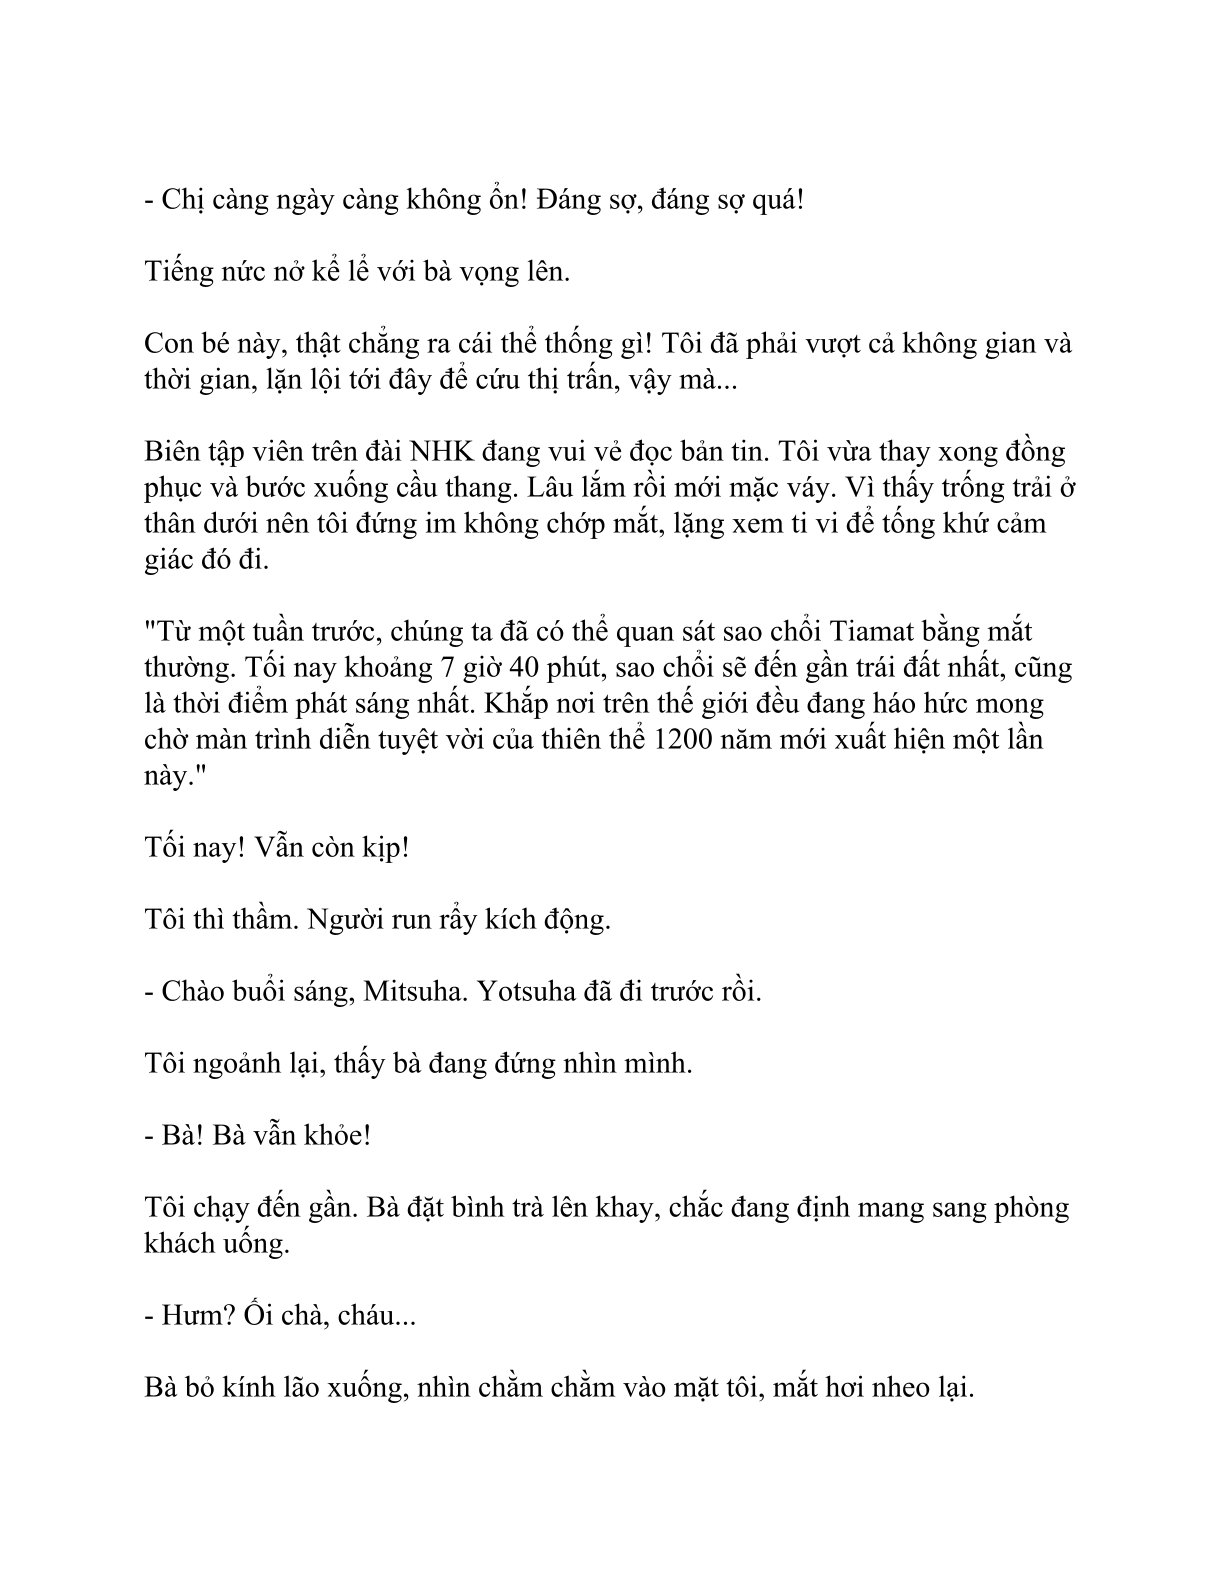 - Chị càng ngày càng không ổn! Đáng sợ, đáng sợ quá!
Tiếng nức nở kể lể với bà vọng lên.
Con bé này, thật chẳng ra cái thể thống gì! Tôi đã phải vượt cả không gian và
thời gian, lặn lội tới đây để cứu thị trấn, vậy mà...
Biên tập viên trên đài NHK đang vui vẻ đọc bản tin. Tôi vừa thay xong đồng
phục và bước xuống cầu thang. Lâu lắm rồi mới mặc váy. Vì thấy trống trải ở
thân dưới nên tôi đứng im không chớp mắt, lặng xem ti vi để tống khứ cảm
giác đó đi.
"Từ một tuần trước, chúng ta đã có thể quan sát sao chổi Tiamat bằng mắt
thường. Tối nay khoảng 7 giờ 40 phút, sao chổi sẽ đến gần trái đất nhất, cũng
là thời điểm phát sáng nhất. Khắp nơi trên thế giới đều đang háo hức mong
chờ màn trình diễn tuyệt vời của thiên thể 1200 năm mới xuất hiện một lần
này."
Tối nay! Vẫn còn kịp!
Tôi thì thầm. Người run rẩy kích động.
- Chào buổi sáng, Mitsuha. Yotsuha đã đi trước rồi.
Tôi ngoảnh lại, thấy bà đang đứng nhìn mình.
- Bà! Bà vẫn khỏe!
Tôi chạy đến gần. Bà đặt bình trà lên khay, chắc đang định mang sang phòng
khách uống.
- Hưm? Ối chà, cháu...
Bà bỏ kính lão xuống, nhìn chằm chằm vào mặt tôi, mắt hơi nheo lại.